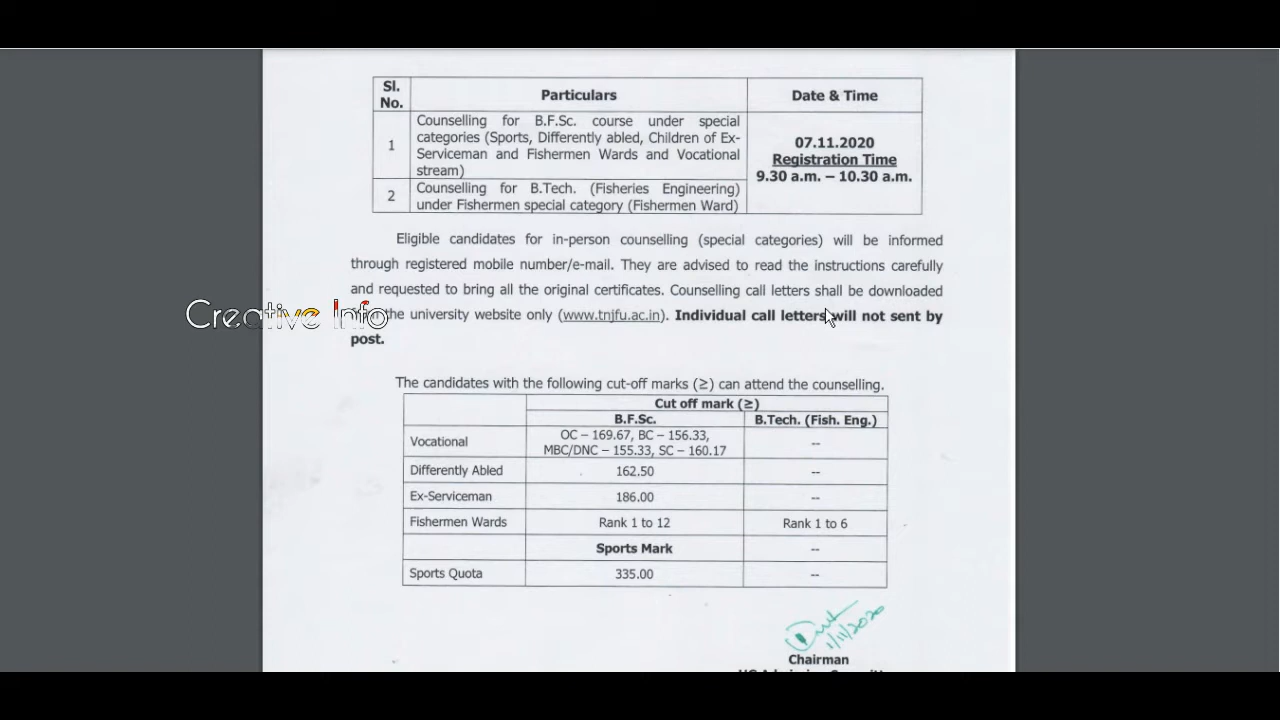 Sl. No.
Particulars
Date & Time
1
Counselling for B.F.Sc. course under special
categories (Sports, Differently abled, Children of Ex-
Serviceman and Fishermen Wards and Vocational
stream)
07.11.2020
Registration Time
9.30 a.m. – 10.30 a.m.
2
Counselling for B.Tech. (Fisheries Engineering)
under Fishermen special category (Fishermen Ward)
Eligible candidates for in-person counselling (special categories) will be informed
through registered mobile number/e-mail. They are advised to read the instructions carefully
and requested to bring all the original certificates. Counselling call letters shall be downloaded
Creative Info
the university website only (www.tnjfu.ac.in). Individual call letters will not sent by
post.
The candidates with the following cut-off marks (≥) can attend the counselling.
Cut off mark (≥)
B.F.Sc. B.Tech. (Fish. Eng.)
Vocational
OC – 169.67, BC – 156.33,
MBC/DNC – 155.33, SC – 160.17
--
Differently Abled 162.50 --
Ex-Serviceman 186.00 --
Fishermen Wards Rank 1 to 12 Rank 1 to 6
Sports Mark --
Sports Quota 335.00 --
1/11/2020
Chairman